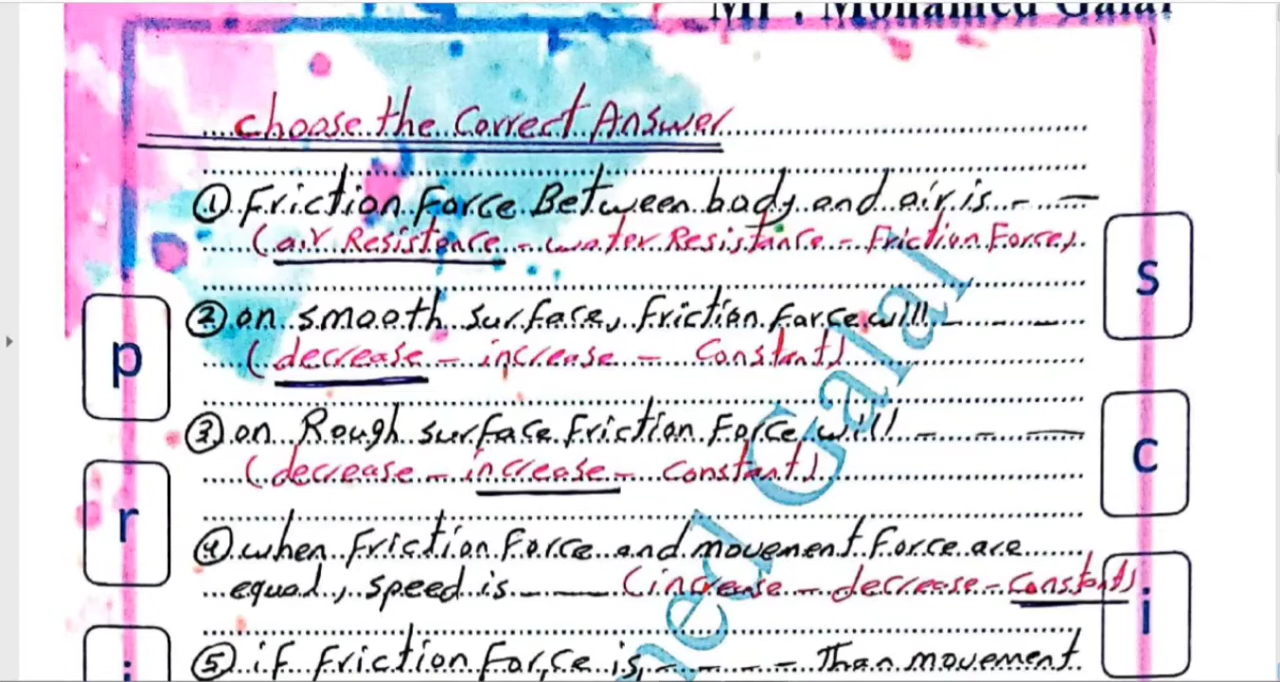 Mr . Mohamed Galal
choose the Correct Answer
① Friction Force Between body and air is - —
(air Resistance - water Resistance - Friction Force)
② on smooth surface, Friction Force will - — —
(decrease - increase - Constant)
③ on Rough surface Friction Force will - - —
(decrease - increase - Constant)
④ when Friction Force and movement Force are
equal, speed is - — (increase - decrease - Constant)
⑤ if Friction Force is - - - Than movement
p
r
i
s
c
i
med Galal